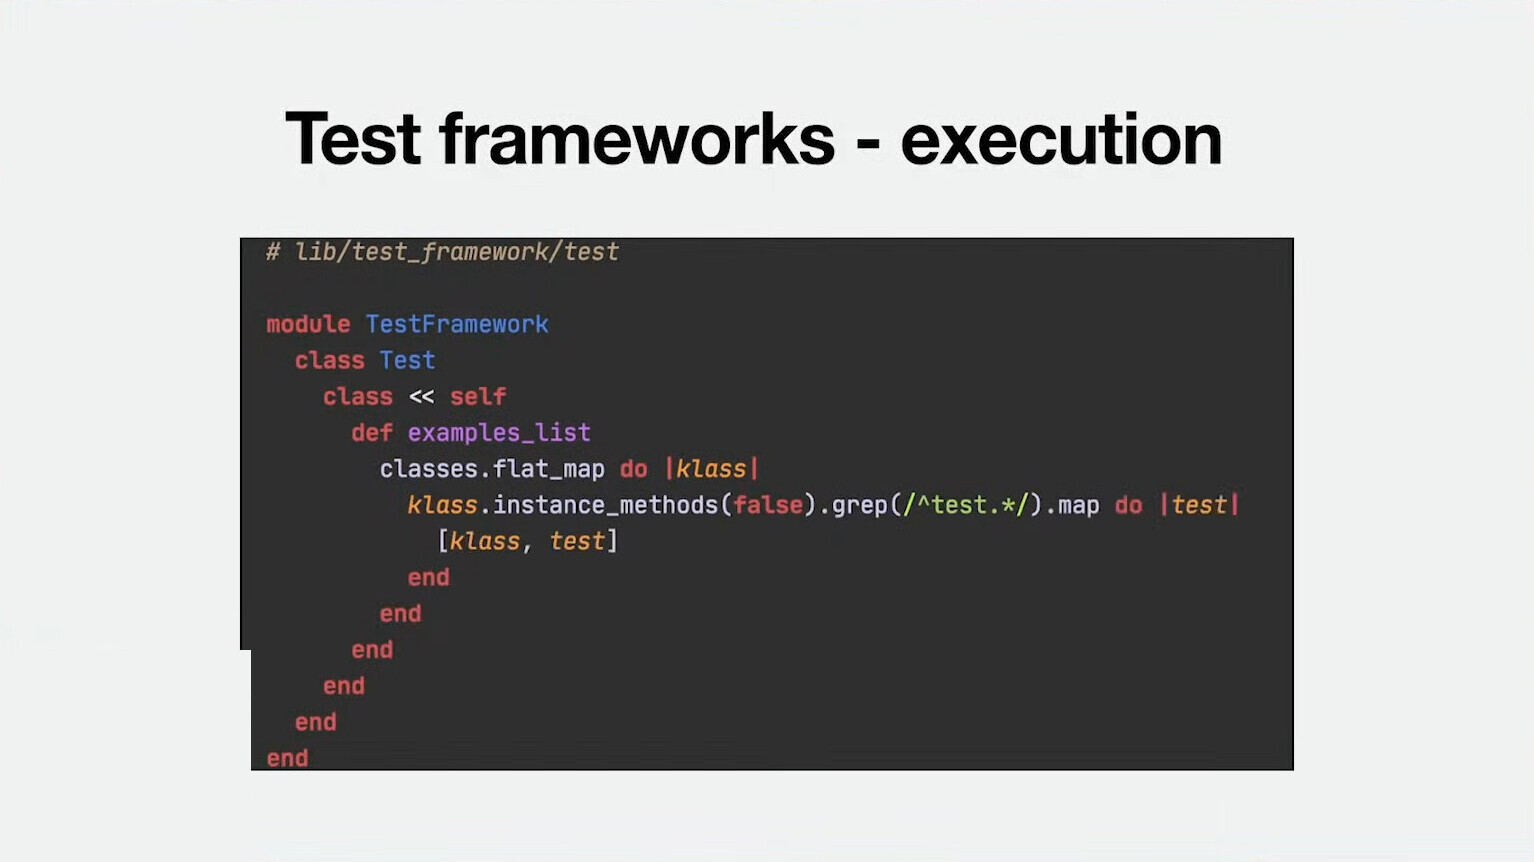 Test frameworks - execution
# lib/test_framework/test
module TestFramework
class Test
class << self
def examples_list
classes.flat_map do |klass|
klass.instance_methods(false).grep(/^test.*/).map do |test|
[klass, test]
end
end
end
end
end
end